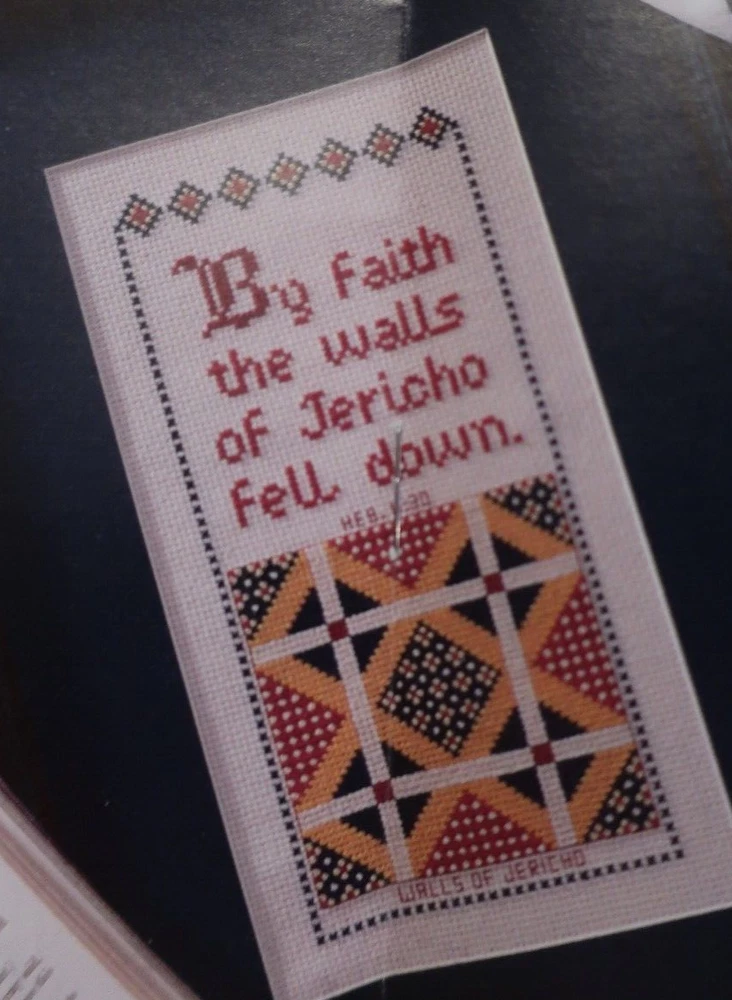 By faith
the walls
of Jericho
fell down.
HEB. 11:30
WALLS OF JERICHO